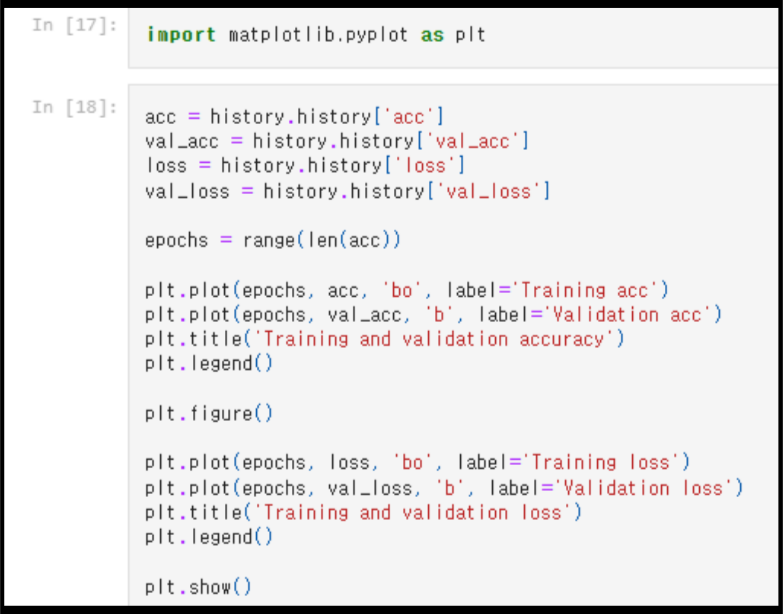 In [17]:
import matplotlib.pyplot as plt
In [18]:
acc = history.history['acc']
val_acc = history.history['val_acc']
loss = history.history['loss']
val_loss = history.history['val_loss']
epochs = range(len(acc))
plt.plot(epochs, acc, 'bo', label='Training acc')
plt.plot(epochs, val_acc, 'b', label='Validation acc')
plt.title('Training and validation accuracy')
plt.legend()
plt.figure()
plt.plot(epochs, loss, 'bo', label='Training loss')
plt.plot(epochs, val_loss, 'b', label='Validation loss')
plt.title('Training and validation loss')
plt.legend()
plt.show()